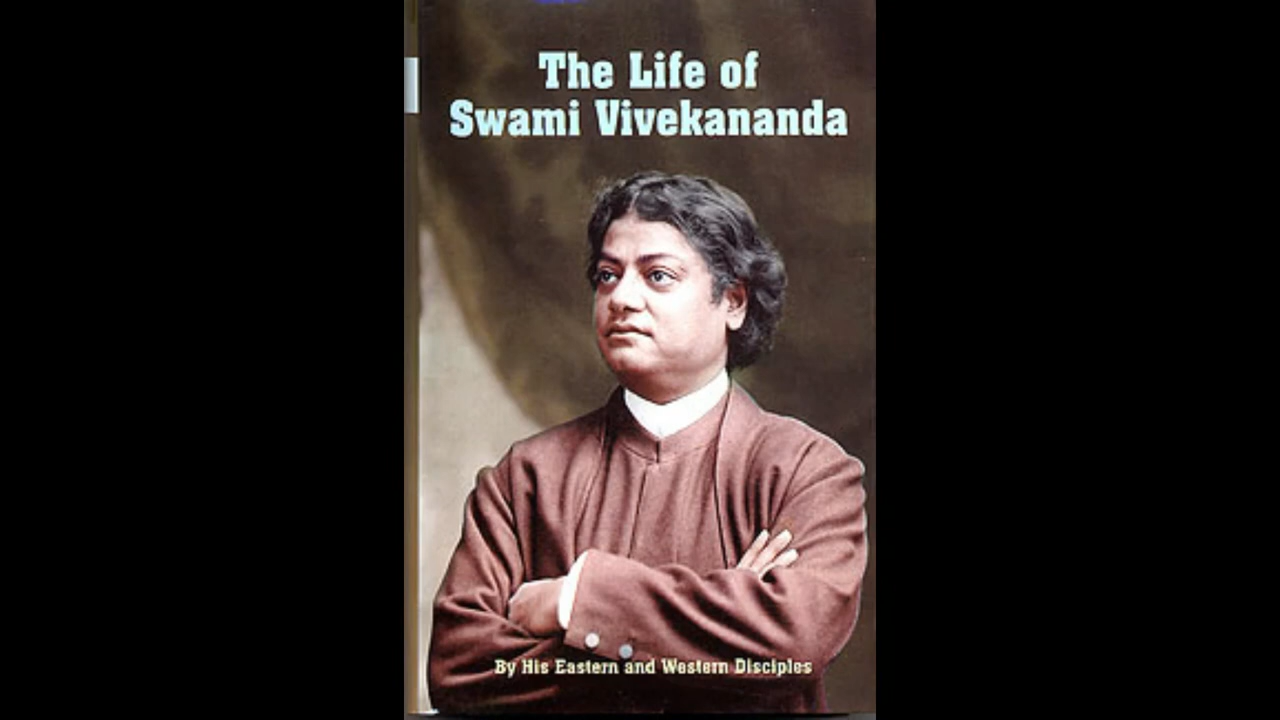 The Life of
Swami Vivekananda
By His Eastern and Western Disciples